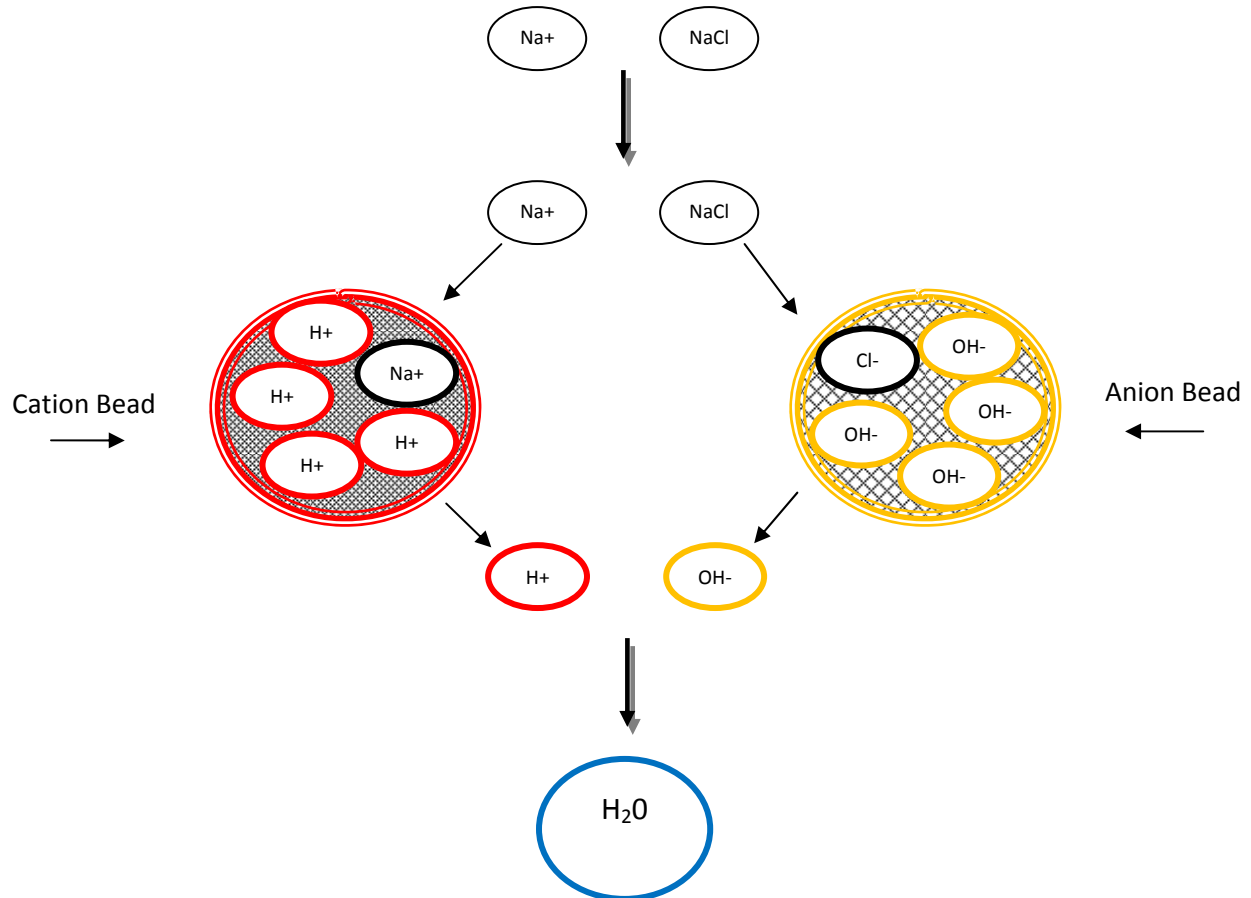 Na+ NaCl
Na+ NaCl
H+
Na+
H+
H+
H+
Cl-
OH-
OH-
OH-
OH-
Cation Bead
Anion Bead
H+ OH-
H₂0